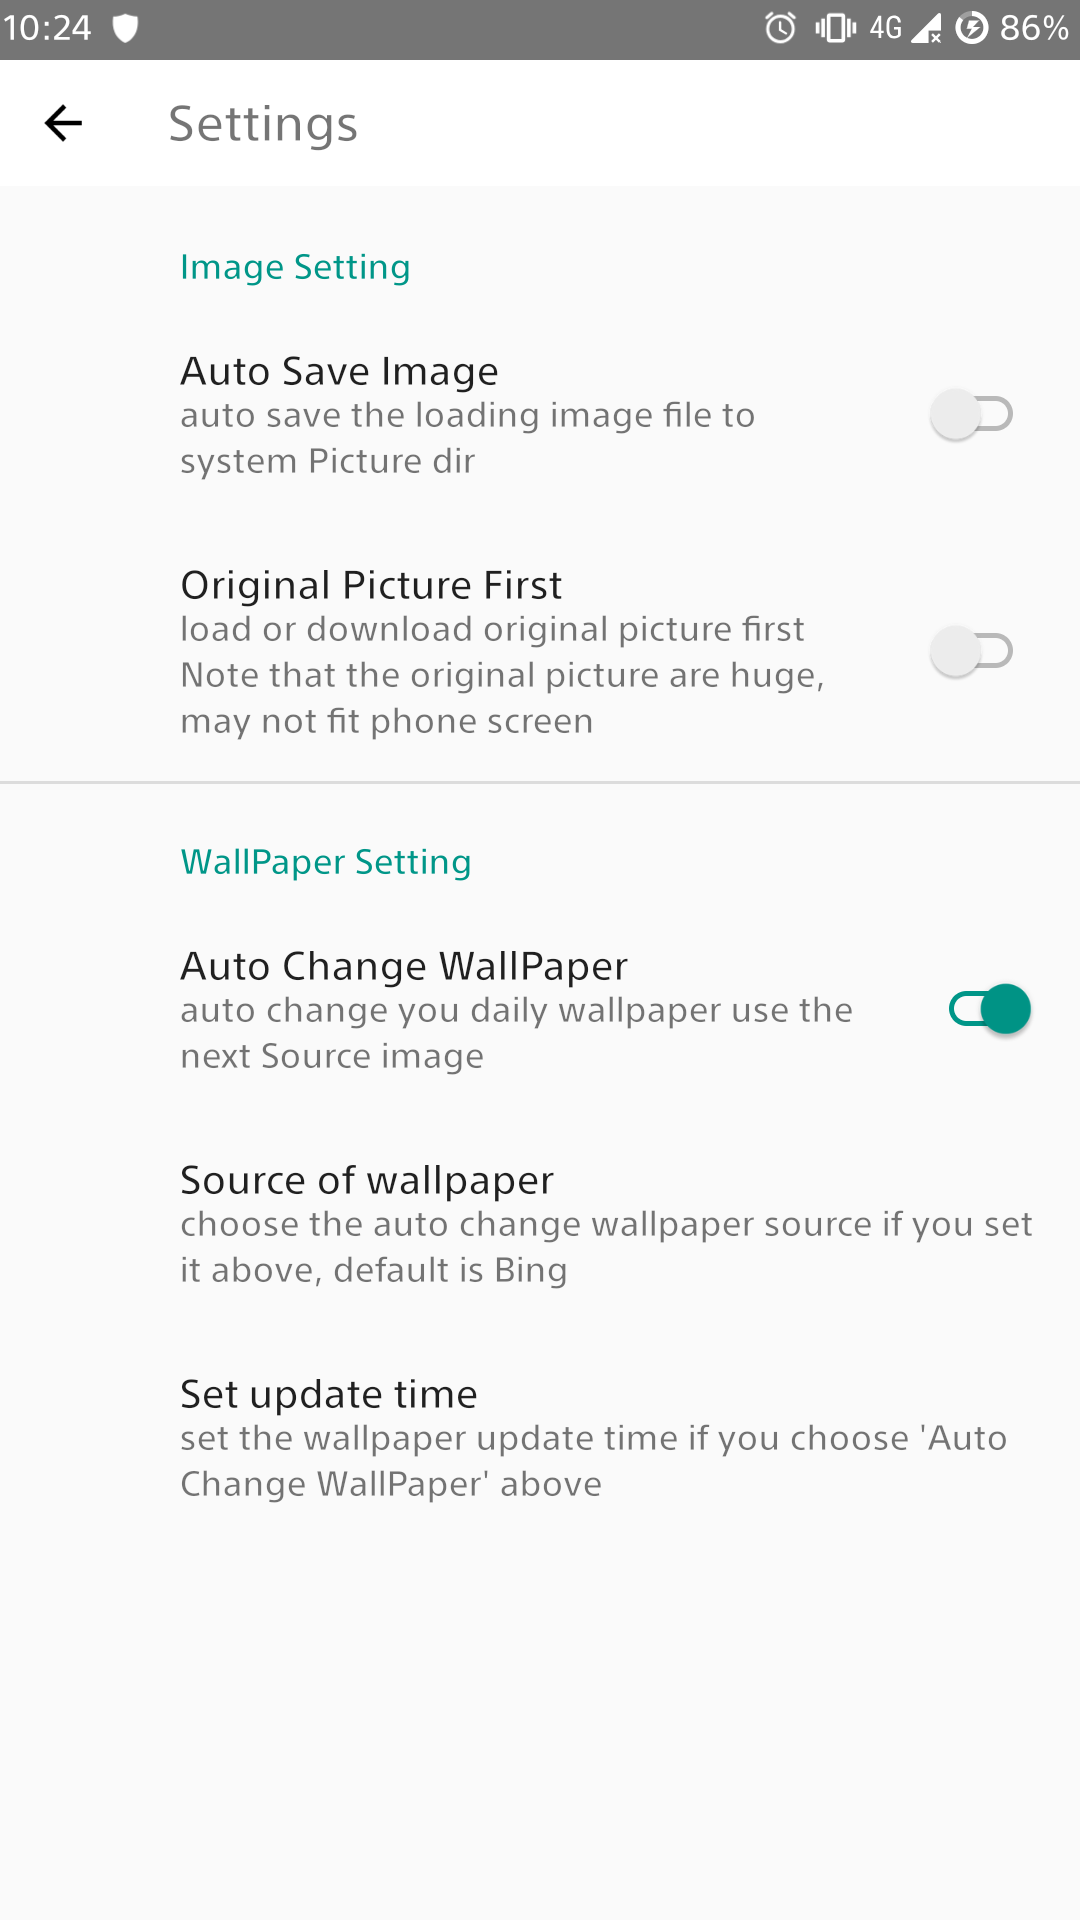 10:24 4G 86%
Settings
Image Setting
Auto Save Image
auto save the loading image file to
system Picture dir
Original Picture First
load or download original picture first
Note that the original picture are huge,
may not fit phone screen
WallPaper Setting
Auto Change WallPaper
auto change you daily wallpaper use the
next Source image
Source of wallpaper
choose the auto change wallpaper source if you set
it above, default is Bing
Set update time
set the wallpaper update time if you choose 'Auto
Change WallPaper' above